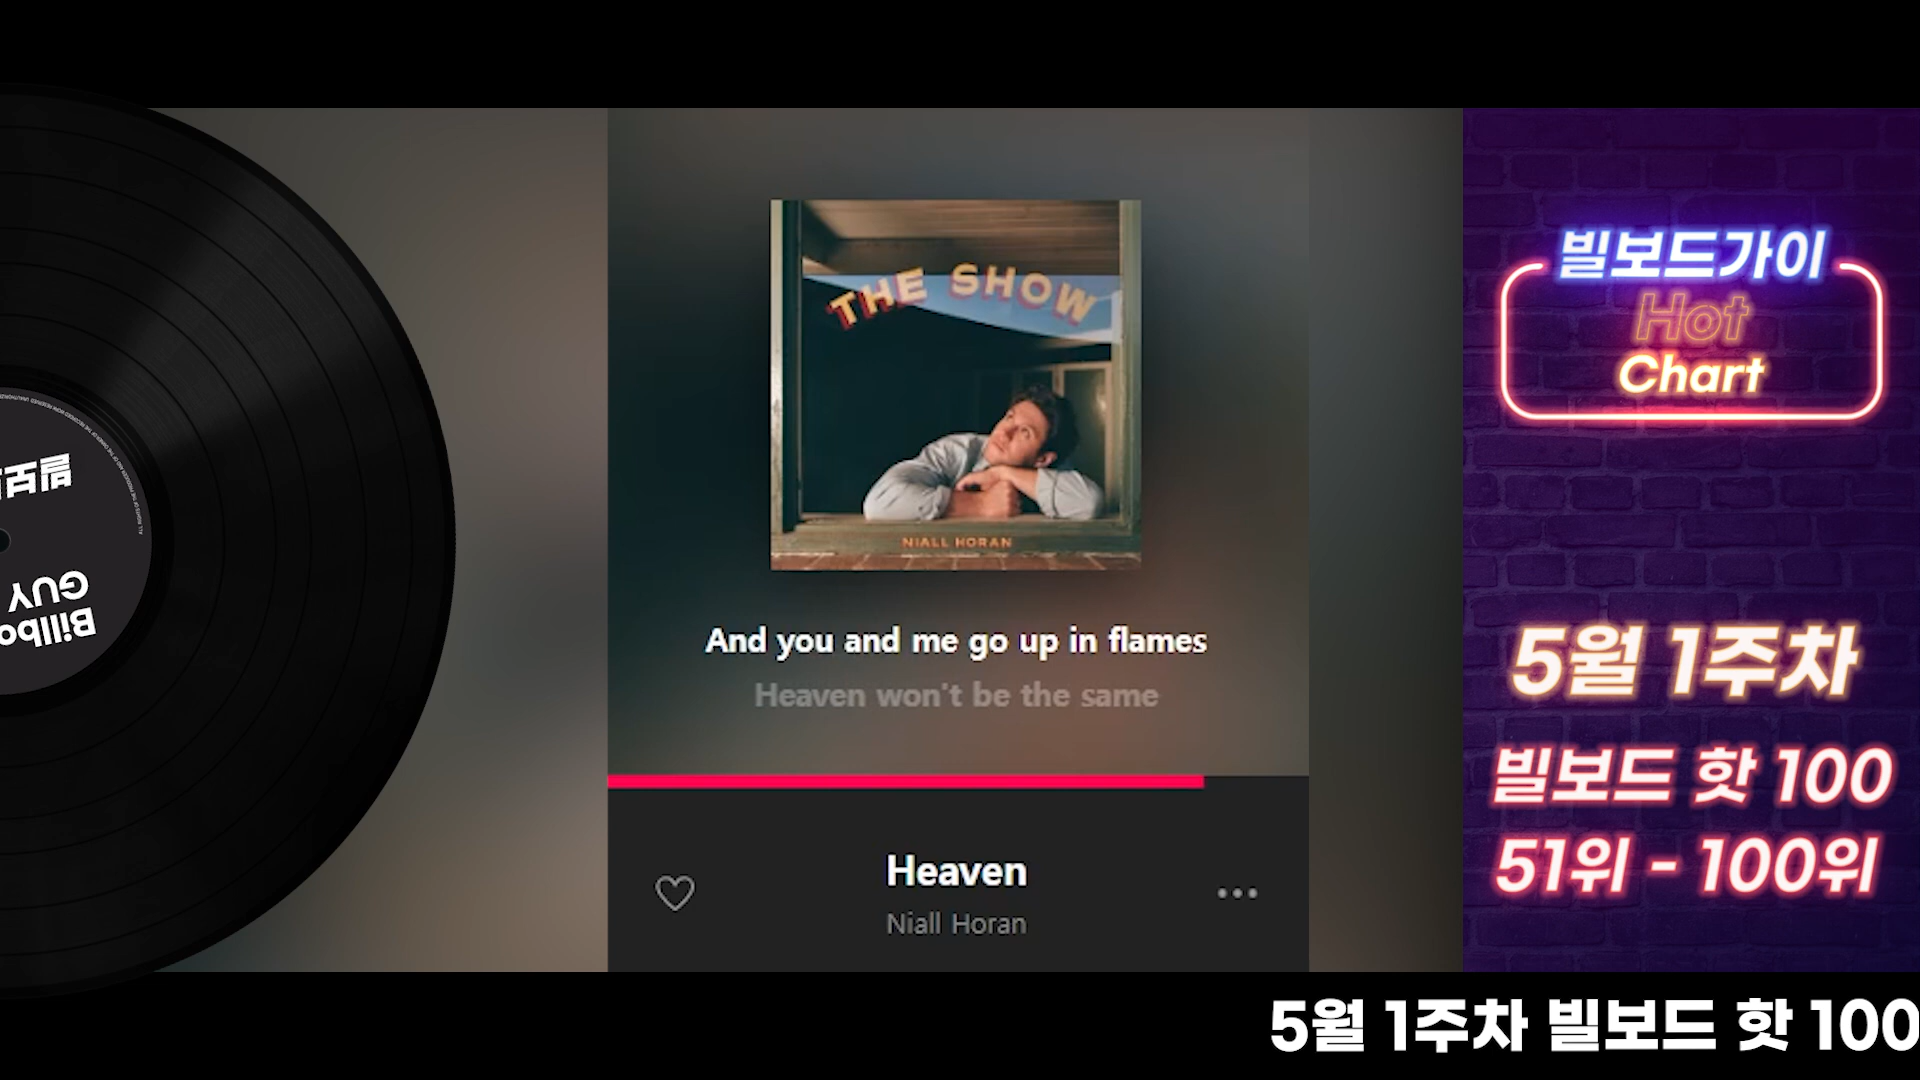 THE SHOW
NIALL HORAN
And you and me go up in flames
Heaven won't be the same
Heaven
Niall Horan
빌보드가이
Hot
Chart
5월 1주차
빌보드 핫 100
51위 - 100위
5월 1주차 빌보드 핫 100
GUY